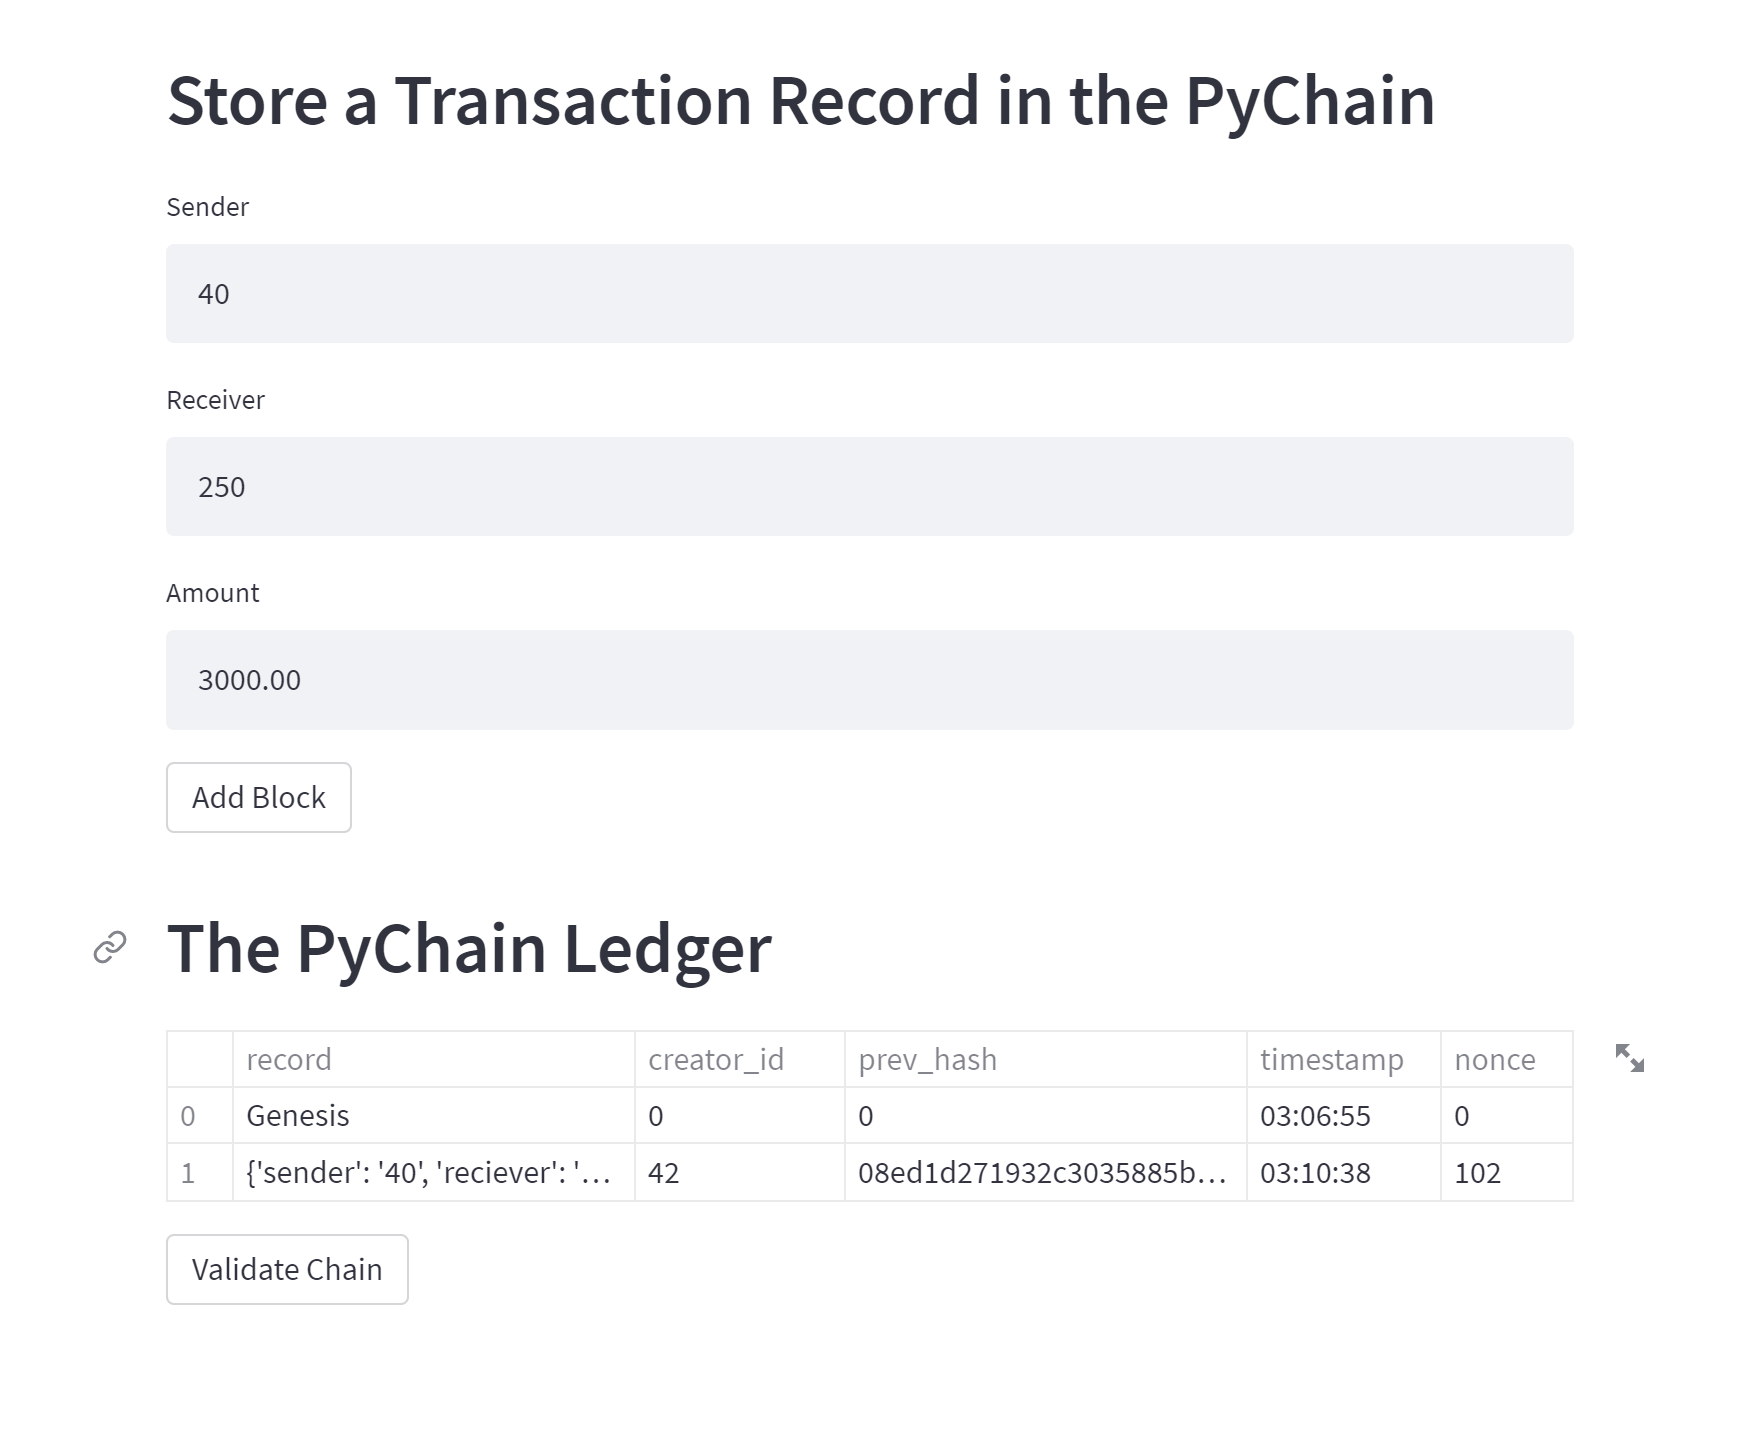 Store a Transaction Record in the PyChain
Sender
40
Receiver
250
Amount
3000.00
Add Block
The PyChain Ledger
record creator_id prev_hash timestamp nonce
0 Genesis 0 0 03:06:55 0
1 {'sender': '40', 'reciever': '... 42 08ed1d271932c3035885b... 03:10:38 102
Validate Chain